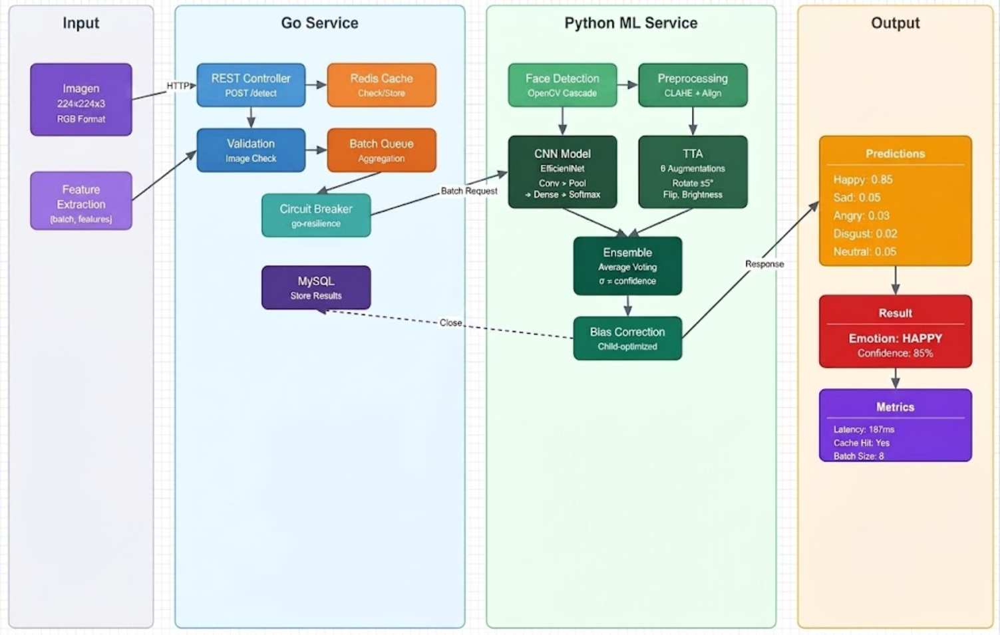 Input
Imagen
224x224x3
RGB Format
Feature
Extraction
[batch, features]
HTTP
Go Service
REST Controller
POST /detect
Redis Cache
Check/Store
Validation
Image Check
Batch Queue
Aggregation
Circuit Breaker
go-resilience
MySQL
Store Results
Batch Request
Close
Python ML Service
Face Detection
OpenCV Cascade
Preprocessing
CLAHE + Align
CNN Model
EfficieniNet
Conv > Pool
→ Dense → Softmax
TTA
6 Augmentations
Rotate ±5°
Flip, Brightness
Ensemble
Average Voting
σ = confidence
Bias Correction
Child-optimized
Response
Output
Predictions
Happy: 0.85
Sad: 0.05
Angry: 0.03
Disgust: 0.02
Neutral: 0.05
Result
Emotion: HAPPY
Confidence: 85%
Metrics
Latency: 187ms
Cache Hit: Yes
Batch Size: 8